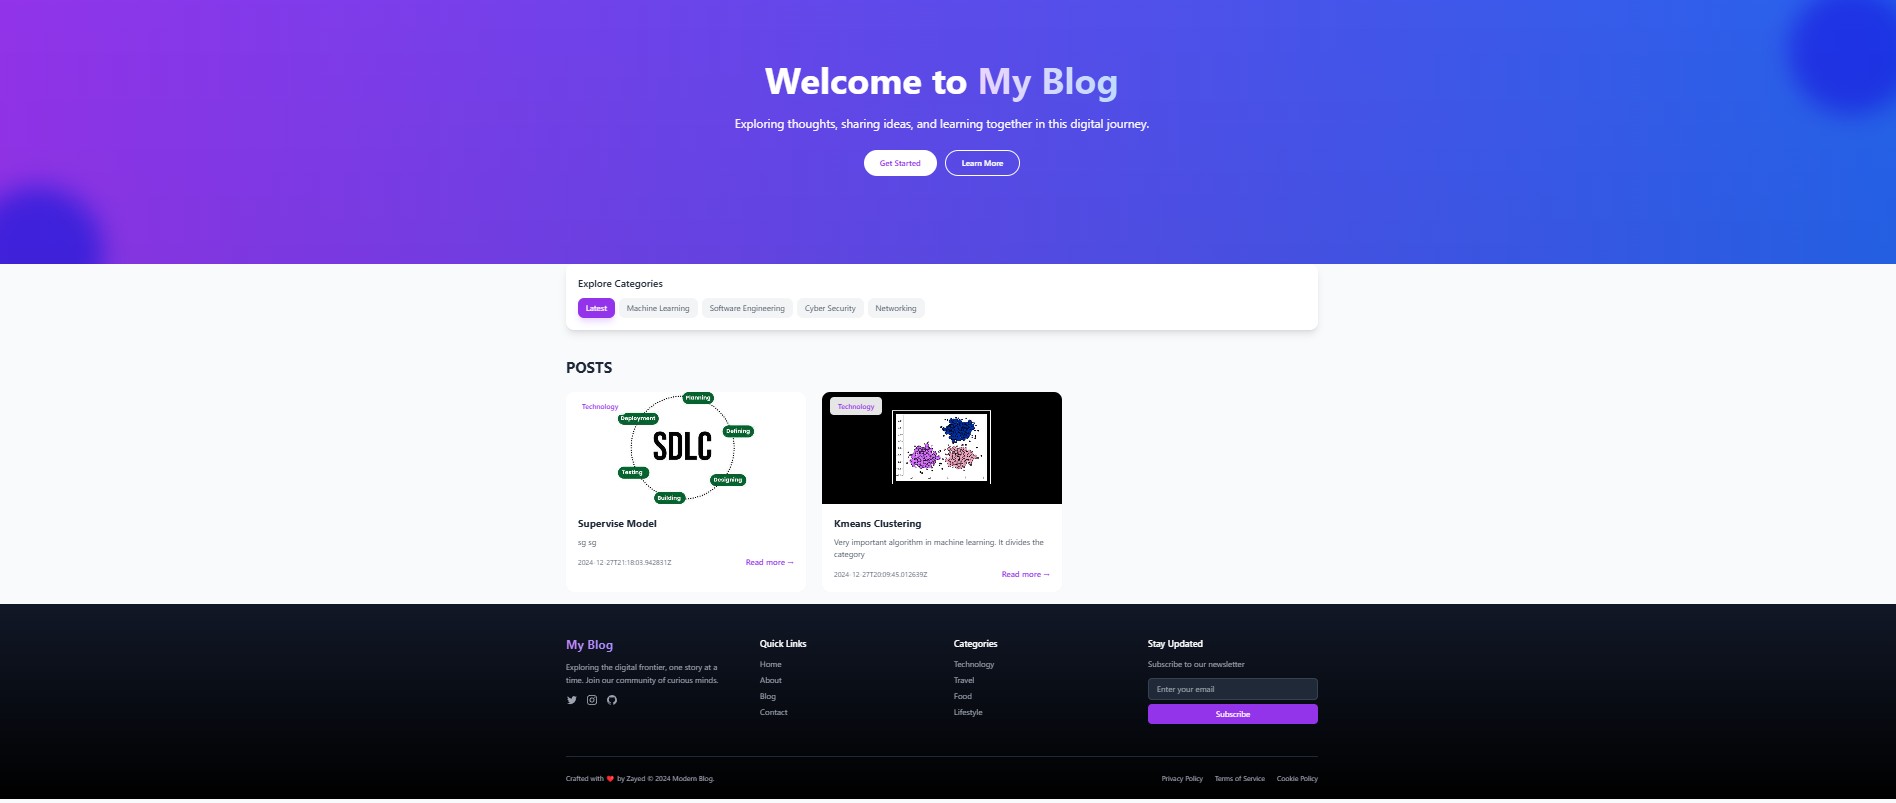 Welcome to My Blog
Exploring thoughts, sharing ideas, and learning together in this digital journey.
Get Started
Learn More
Explore Categories
Latest
Machine Learning
Software Engineering
Cyber Security
Networking
POSTS
Technology
Planning
Deployment
Defining
SDLC
Testing
Designing
Building
Supervise Model
sg sg
2024-12-27T21:18:03.942831Z
Read more →
Technology
Kmeans Clustering
Very important algorithm in machine learning. It divides the
category
2024-12-27T20:09:45.012639Z
Read more →
My Blog
Exploring the digital frontier, one story at a
time. Join our community of curious minds.
Quick Links
Home
About
Blog
Contact
Categories
Technology
Travel
Food
Lifestyle
Stay Updated
Subscribe to our newsletter
Enter your email
Subscribe
Crafted with ❤️ by Zayed © 2024 Modern Blog.
Privacy Policy
Terms of Service
Cookie Policy